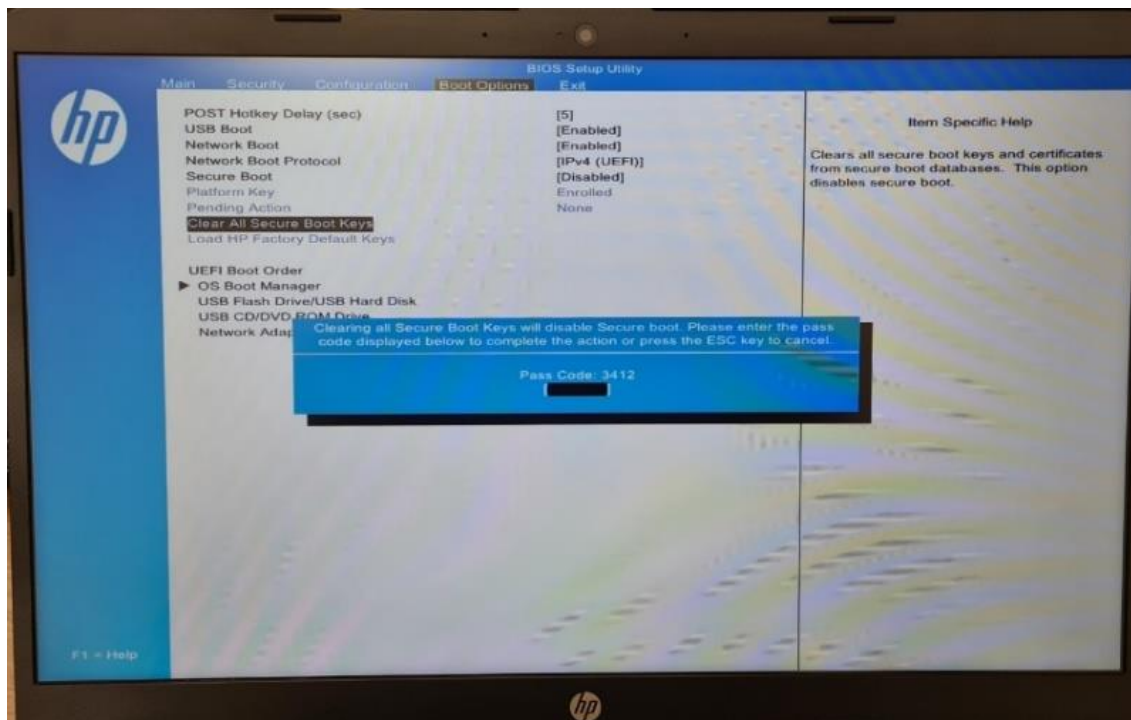 BIOS Setup Utility
Main Security Configuration Boot Options Exit
hp
POST Hotkey Delay (sec) [5]
USB Boot [Enabled]
Network Boot [Enabled]
Network Boot Protocol [IPv4 (UEFI)]
Secure Boot [Disabled]
Platform Key Enrolled
Pending Action None
Clear All Secure Boot Keys
Load HP Factory Default Keys
UEFI Boot Order
▶ OS Boot Manager
USB Flash Drive/USB Hard Disk
USB CD/DVD ROM Drive
Network Adap
Clearing all Secure Boot Keys will disable Secure boot. Please enter the pass
code displayed below to complete the action or press the ESC key to cancel.
Pass Code: 3412
[ ]
Item Specific Help
Clears all secure boot keys and certificates
from secure boot databases. This option
disables secure boot.
F1 = Help
hp